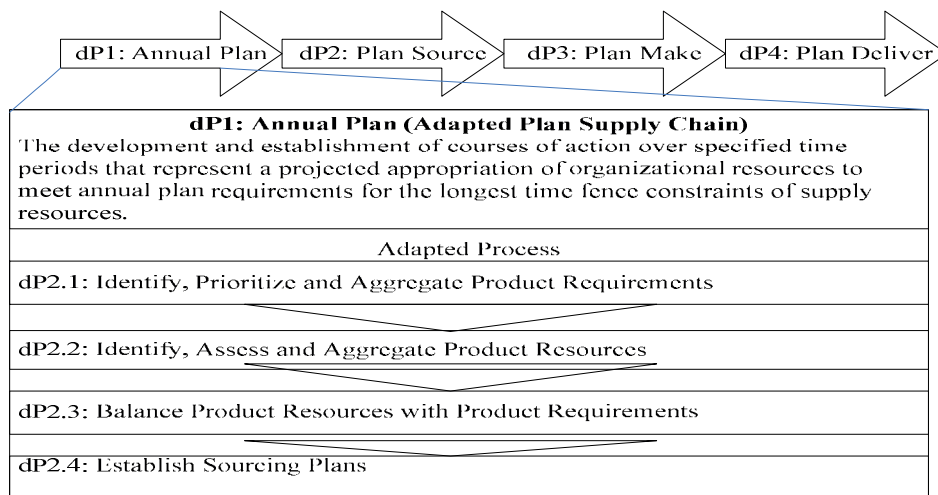 dP1: Annual Plan
dP2: Plan Source
dP3: Plan Make
dP4: Plan Deliver
dP1: Annual Plan (Adapted Plan Supply Chain)
The development and establishment of courses of action over specified time
periods that represent a projected appropriation of organizational resources to
meet annual plan requirements for the longest time fence constraints of supply
resources.
Adapted Process
dP2.1: Identify, Prioritize and Aggregate Product Requirements
dP2.2: Identify, Assess and Aggregate Product Resources
dP2.3: Balance Product Resources with Product Requirements
dP2.4: Establish Sourcing Plans